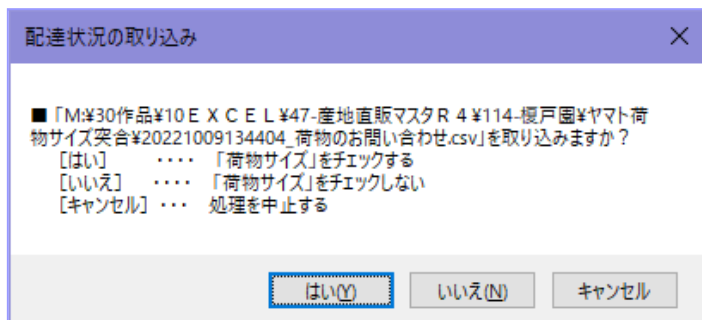 配達状況の取り込み
■「M:¥30作品¥10ＥＸＣＥＬ¥47-産地直販マスタＲ４¥114-榎戸園¥ヤマト荷
物サイズ突合¥20221009134404_荷物のお問い合わせ.csv」を取り込みますか？
［はい］　　････　「荷物サイズ」をチェックする
［いいえ］　････　「荷物サイズ」をチェックしない
［キャンセル］･･･　処理を中止する
はい(Y)　いいえ(N)　キャンセル